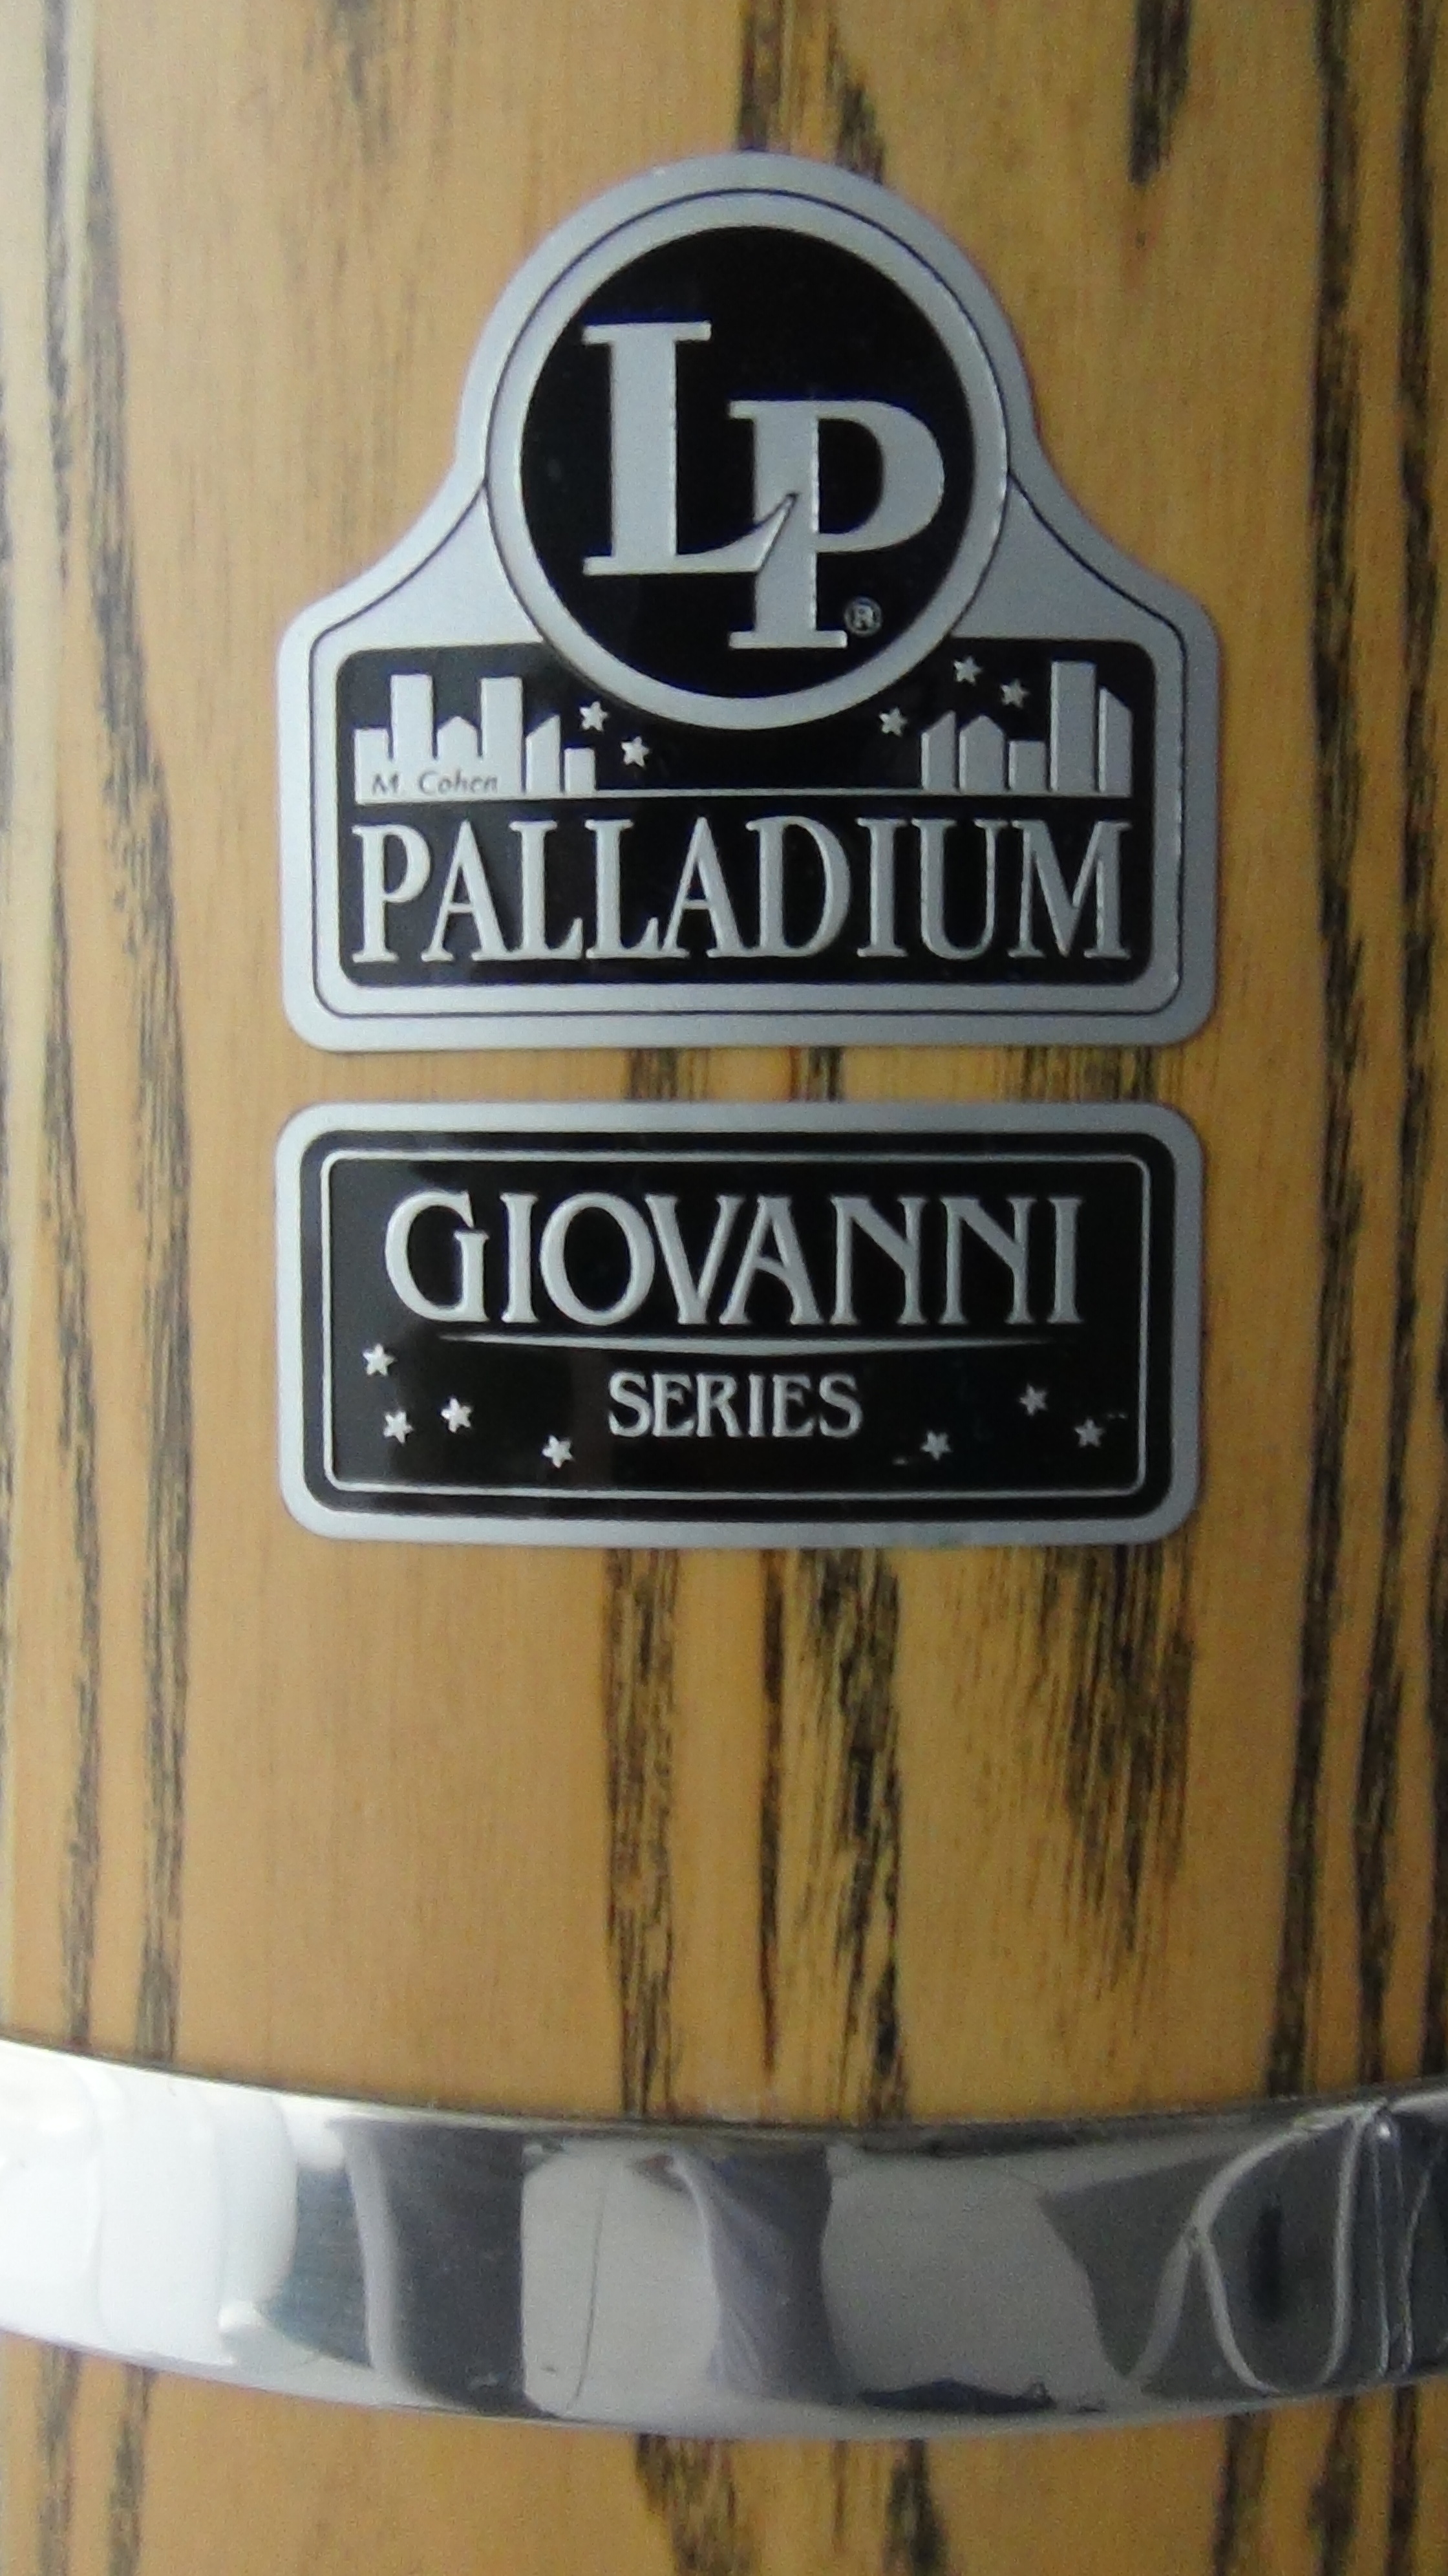 LP®
M. Cohen
PALLADIUM
GIOVANNI
SERIES